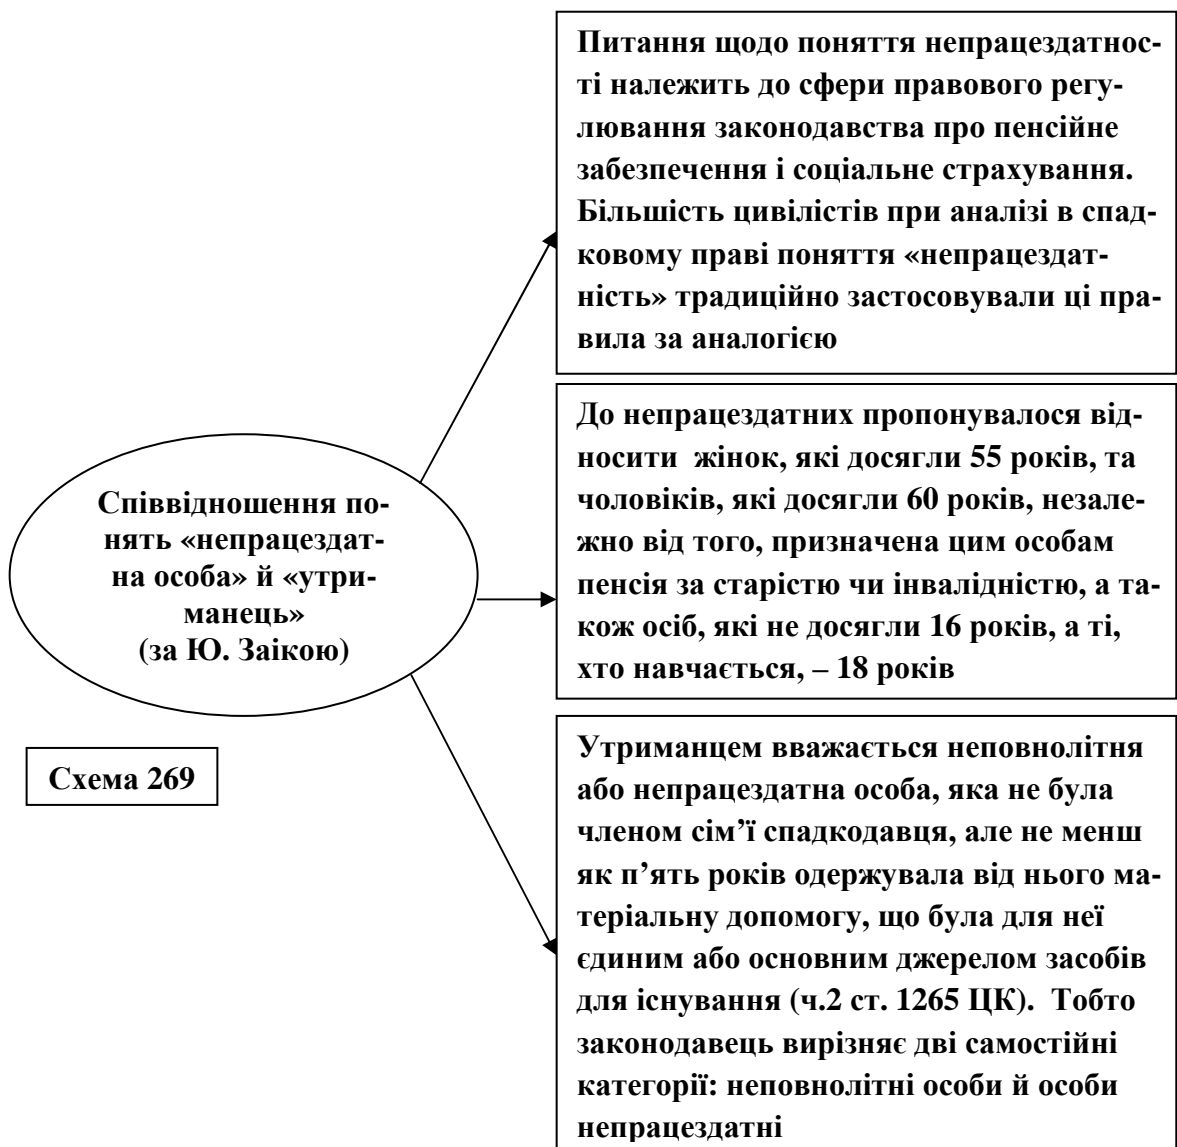 Питання щодо поняття непрацездатнос-
ті належить до сфери правового регу-
лювання законодавства про пенсійне
забезпечення і соціальне страхування.
Більшість цивілістів при аналізі в спад-
ковому праві поняття «непрацездат-
ність» традиційно застосовували ці пра-
вила за аналогією
До непрацездатних пропонувалося від-
носити жінок, які досягли 55 років, та
чоловіків, які досягли 60 років, незале-
жно від того, призначена цим особам
пенсія за старістю чи інвалідністю, а та-
кож осіб, які не досягли 16 років, а ті,
хто навчається, – 18 років
Співвідношення по-
нять «непрацездат-
на особа» й «утри-
манець»
(за Ю. Заікою)
Схема 269
Утриманцем вважається неповнолітня
або непрацездатна особа, яка не була
членом сім’ї спадкодавця, але не менш
як п’ять років одержувала від нього ма-
теріальну допомогу, що була для неї
єдиним або основним джерелом засобів
для існування (ч.2 ст. 1265 ЦК). Тобто
законодавець вирізняє дві самостійні
категорії: неповнолітні особи й особи
непрацездатні